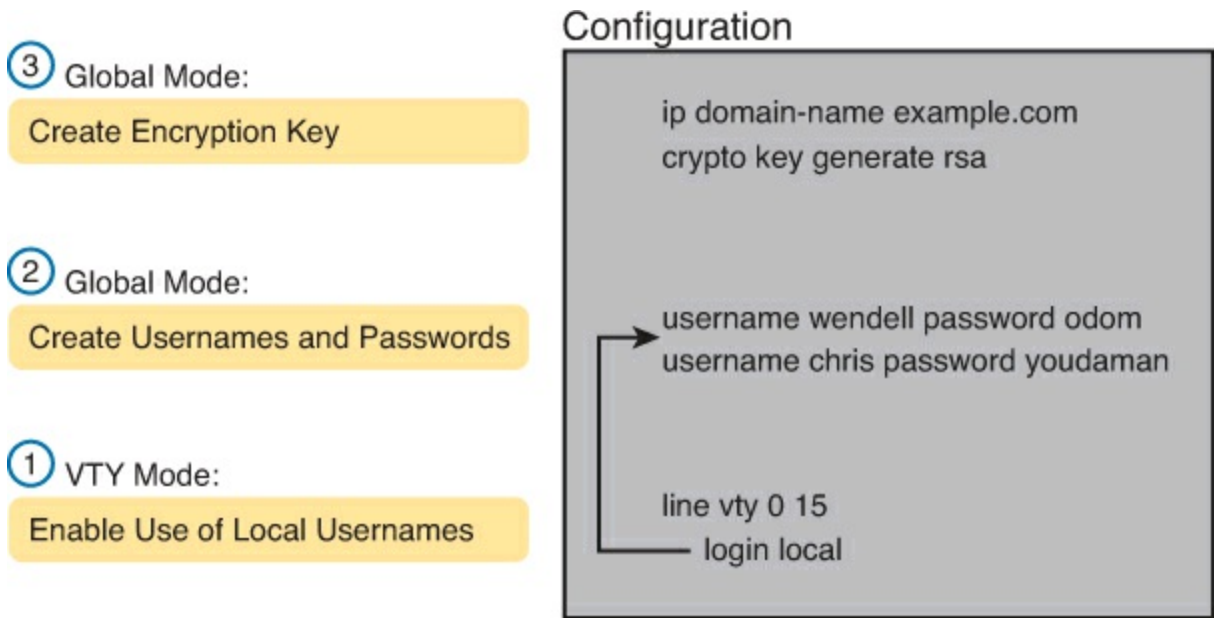 Configuration
3 Global Mode:
Create Encryption Key
ip domain-name example.com
crypto key generate rsa
2 Global Mode:
Create Usernames and Passwords
username wendell password odom
username chris password youdaman
1 VTY Mode:
Enable Use of Local Usernames
line vty 0 15
login local